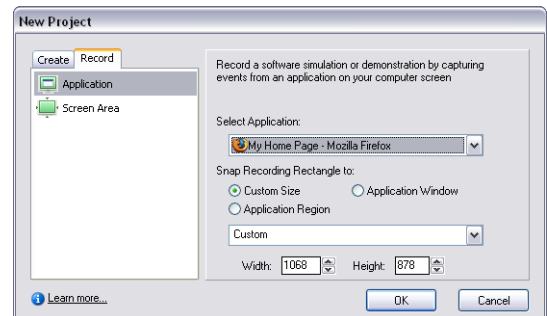 New Project
Create Record
Application
Screen Area
Record a software simulation or demonstration by capturing
events from an application on your computer screen
Select Application:
My Home Page - Mozilla Firefox
Snap Recording Rectangle to:
Custom Size Application Window
Application Region
Custom
Width: 1068 Height: 878
Learn more...
OK Cancel